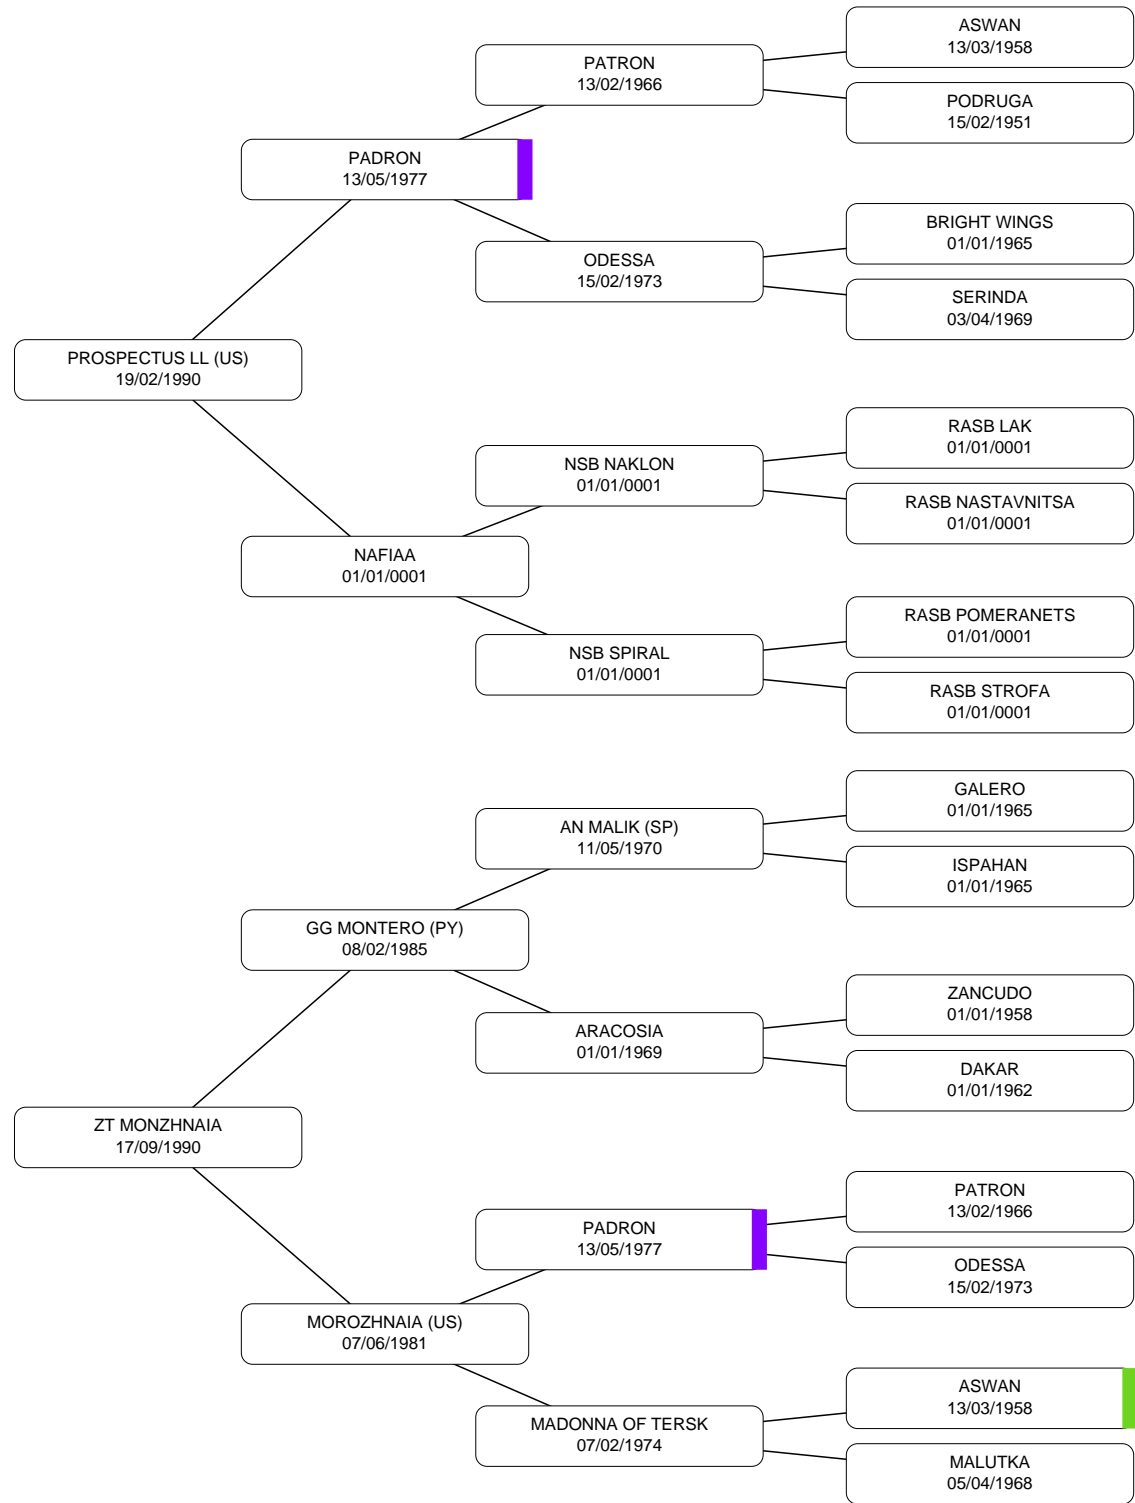 ASWAN
13/03/1958
PATRON
13/02/1966
PODRUGA
15/02/1951
PADRON
13/05/1977
BRIGHT WINGS
01/01/1965
ODESSA
15/02/1973
SERINDA
03/04/1969
PROSPECTUS LL (US)
19/02/1990
RASB LAK
01/01/0001
NSB NAKLON
01/01/0001
RASB NASTAVNITSA
01/01/0001
NAFIAA
01/01/0001
RASB POMERANETS
01/01/0001
NSB SPIRAL
01/01/0001
RASB STROFA
01/01/0001
GALERO
01/01/1965
AN MALIK (SP)
11/05/1970
ISPAHAN
01/01/1965
GG MONTERO (PY)
08/02/1985
ZANCUDO
01/01/1958
ARACOSIA
01/01/1969
DAKAR
01/01/1962
ZT MONZHNAIA
17/09/1990
PATRON
13/02/1966
PADRON
13/05/1977
ODESSA
15/02/1973
MOROZHNAIA (US)
07/06/1981
ASWAN
13/03/1958
MADONNA OF TERSK
07/02/1974
MALUTKA
05/04/1968